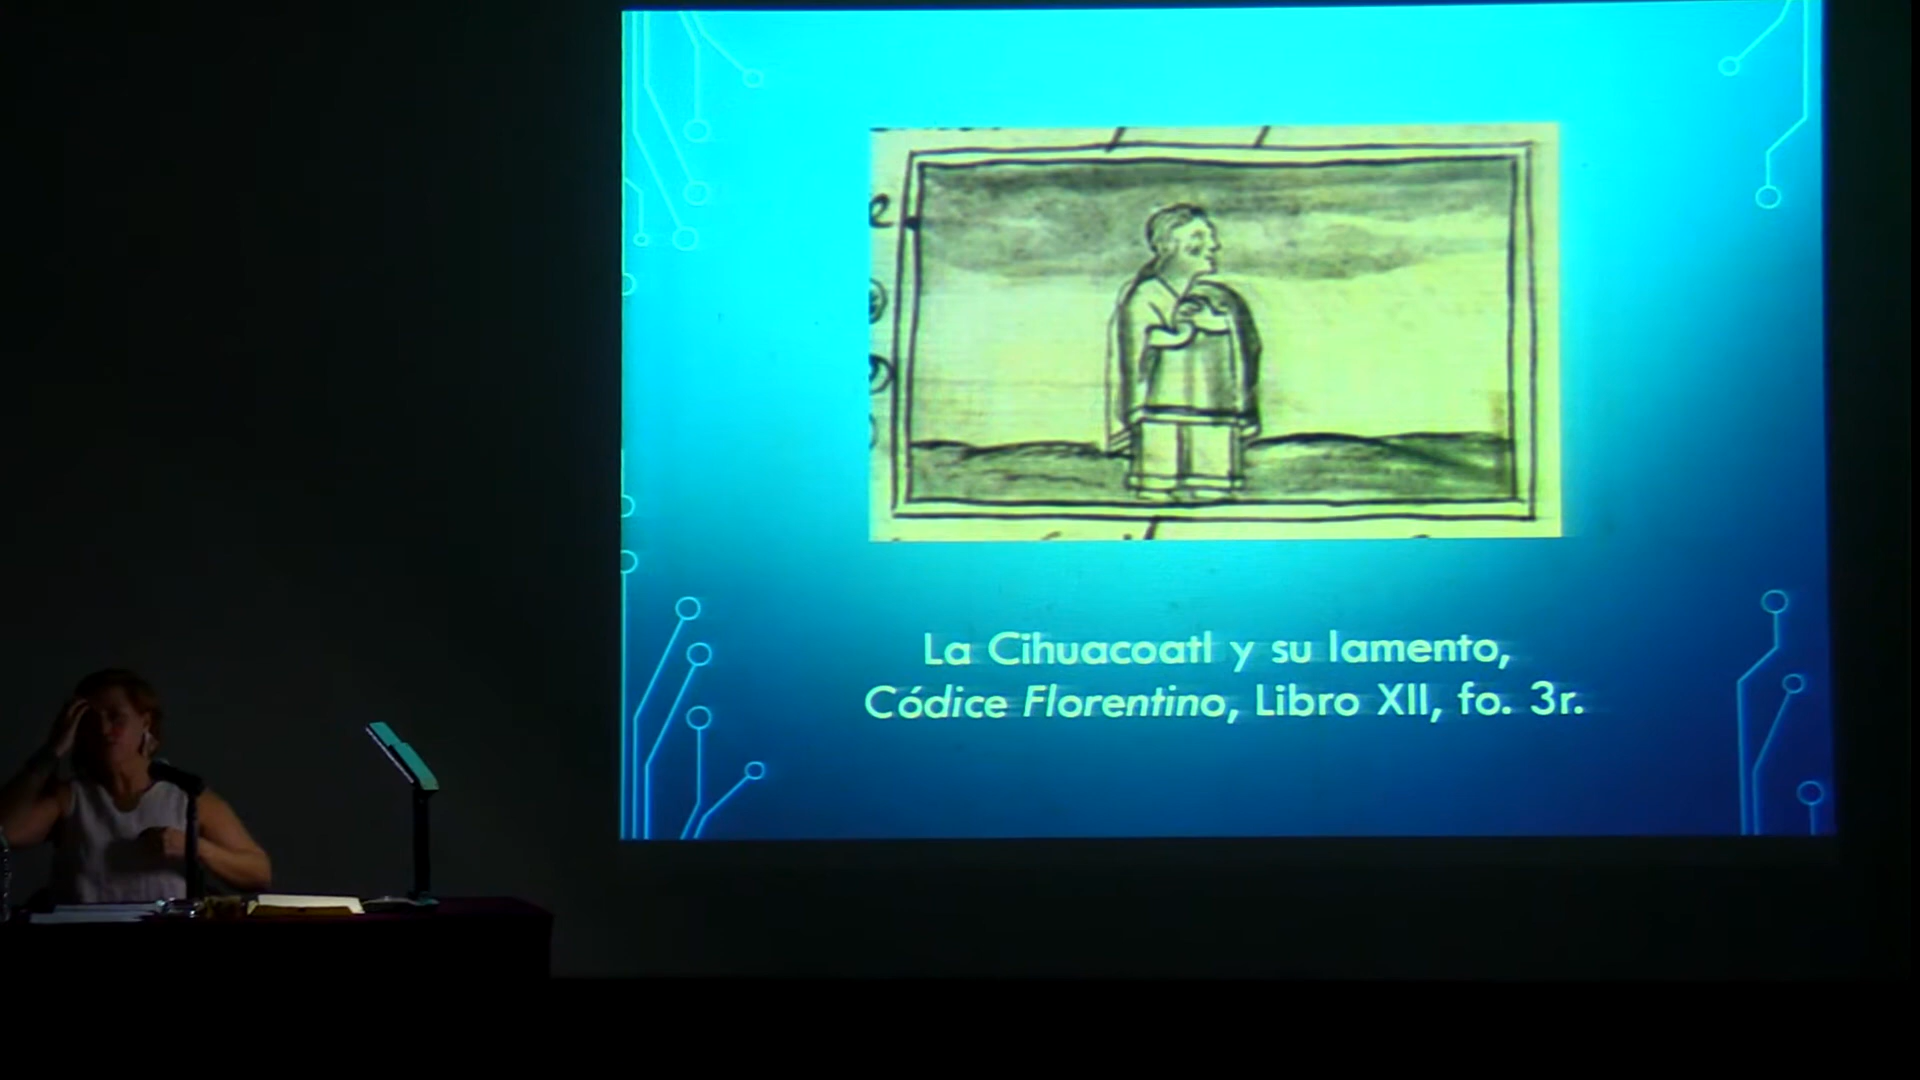 La Cihuacoatl y su lamento,
Códice Florentino, Libro XII, fo. 3r.